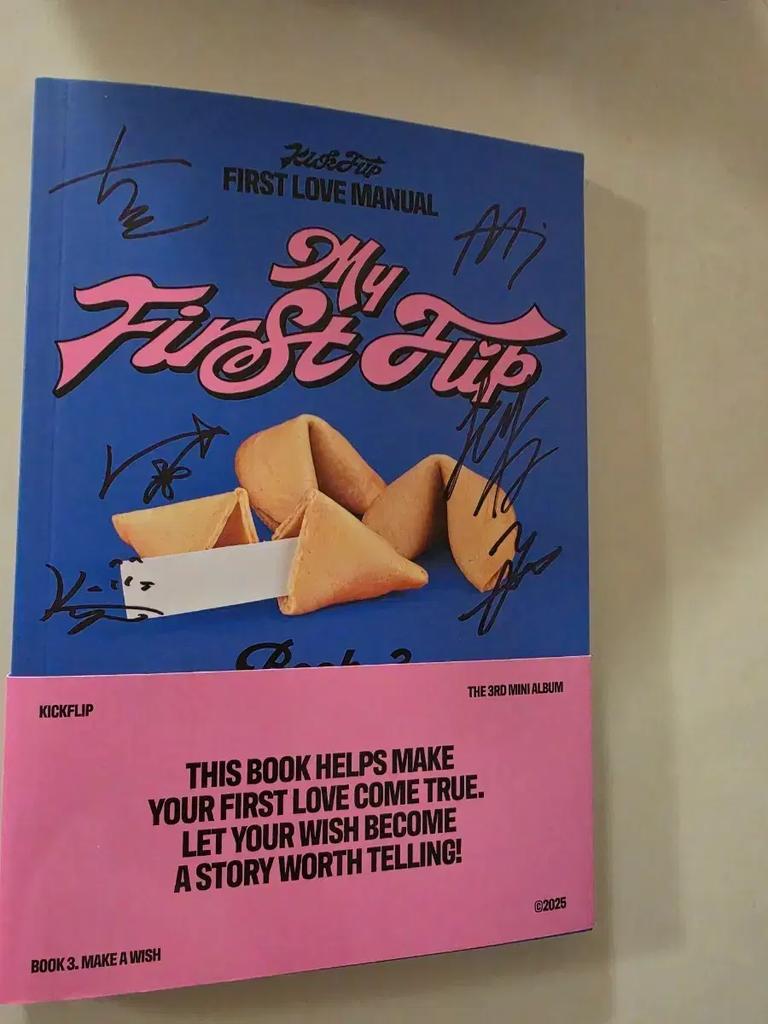 KickFlip
FIRST LOVE MANUAL
My
First Flip
KICKFLIP
THE 3RD MINI ALBUM
THIS BOOK HELPS MAKE
YOUR FIRST LOVE COME TRUE.
LET YOUR WISH BECOME
A STORY WORTH TELLING!
©2025
BOOK 3. MAKE A WISH